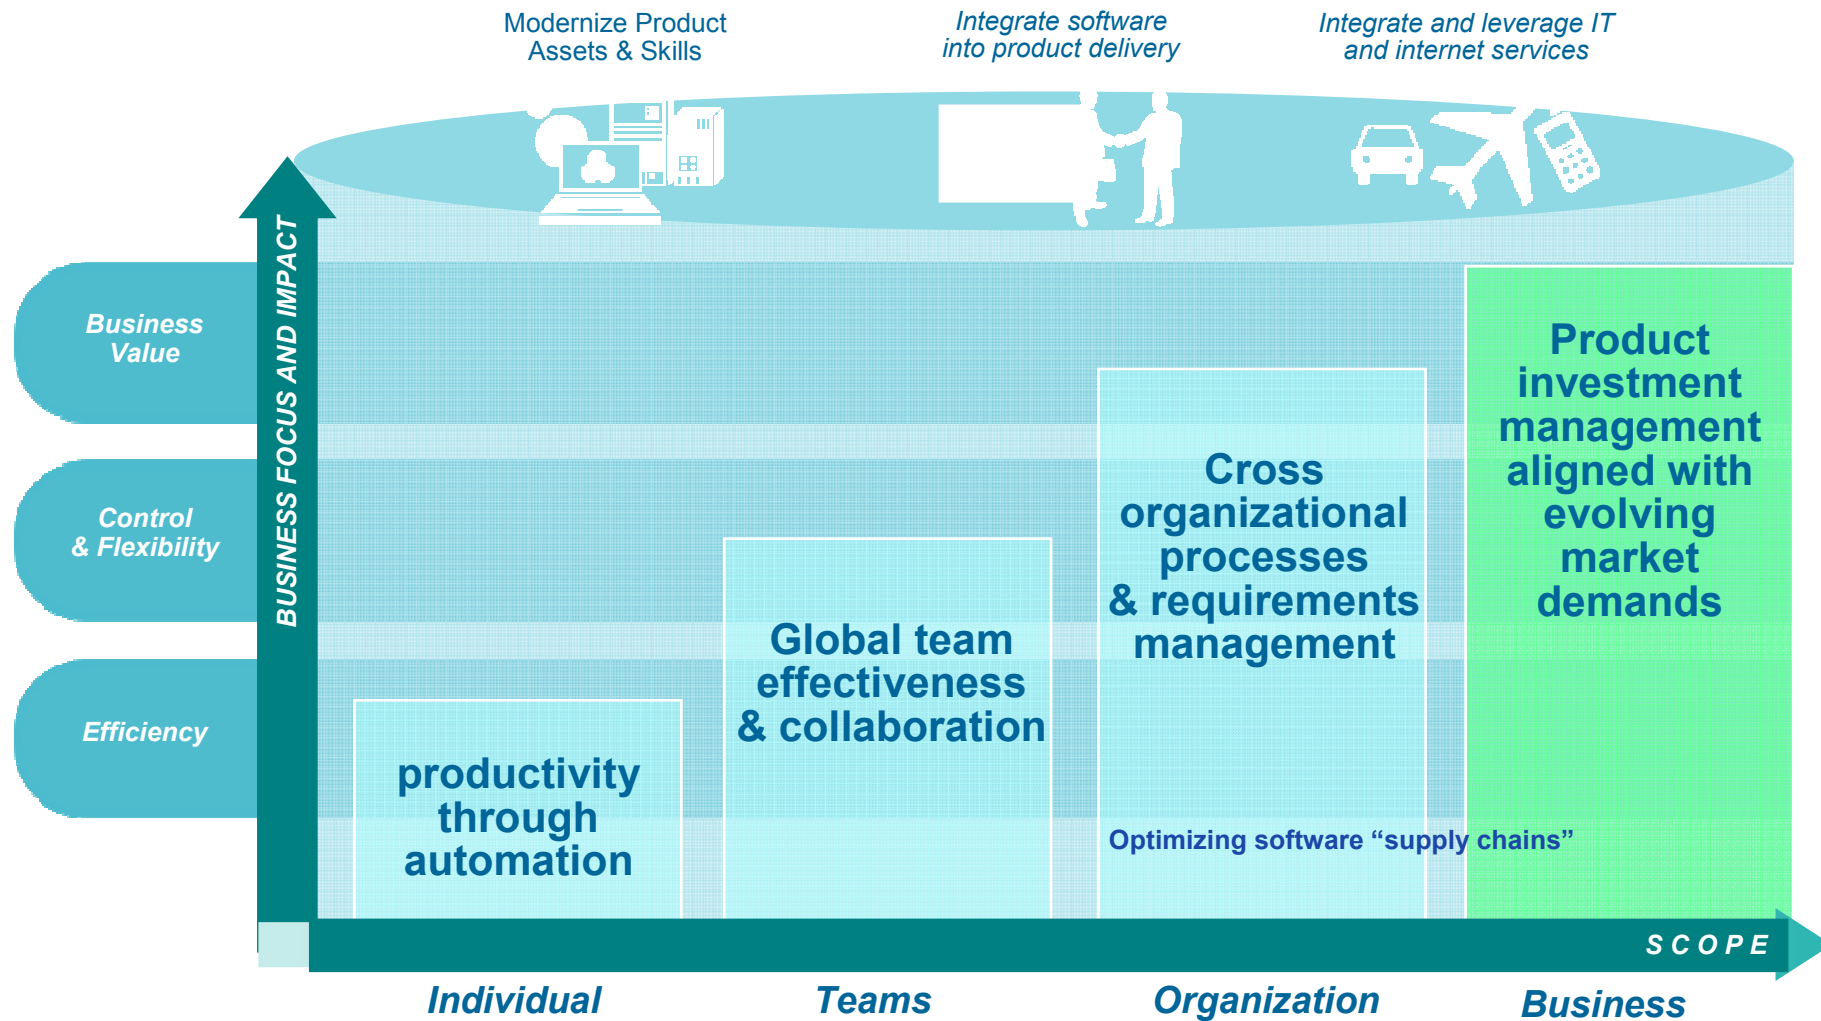 Modernize Product
Assets & Skills
Integrate software
into product delivery
Integrate and leverage IT
and internet services
BUSINESS FOCUS AND IMPACT
Business
Value
Control
& Flexibility
Efficiency
productivity
through
automation
Global team
effectiveness
& collaboration
Cross
organizational
processes
& requirements
management
Product
investment
management
aligned with
evolving
market
demands
Optimizing software “supply chains”
SCOPE
Individual
Teams
Organization
Business